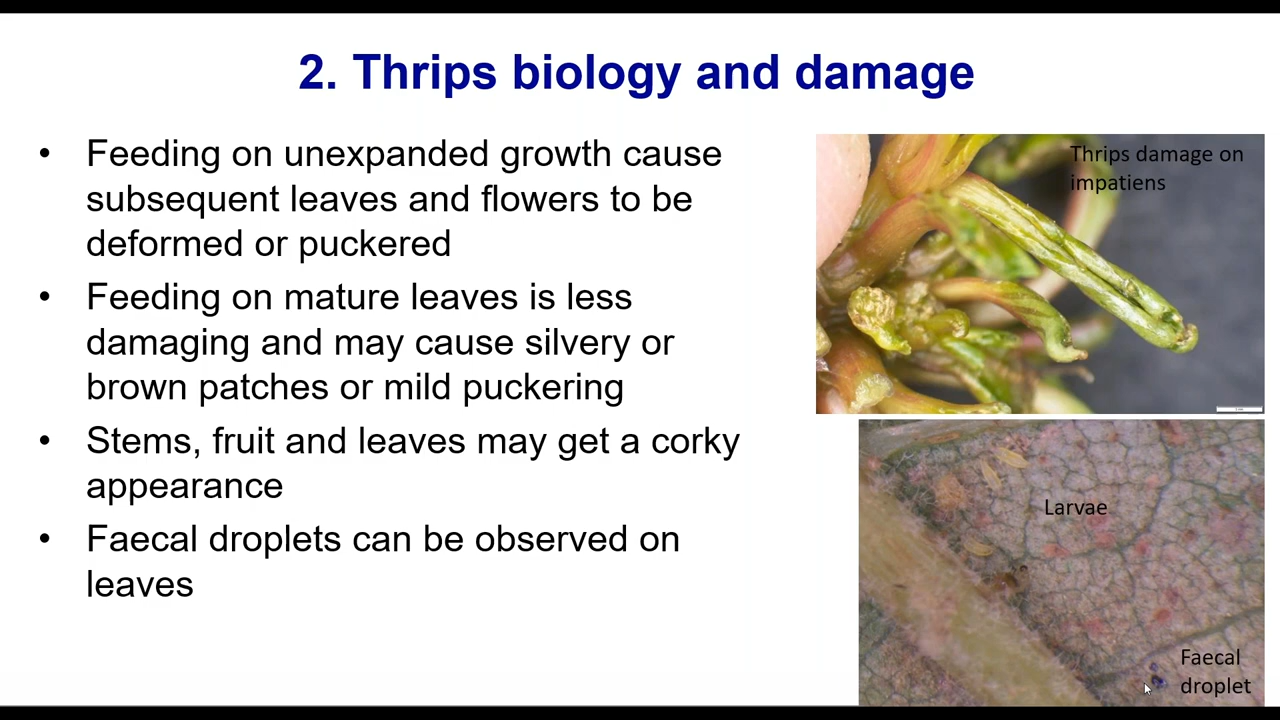 2. Thrips biology and damage
• Feeding on unexpanded growth cause
subsequent leaves and flowers to be
deformed or puckered
• Feeding on mature leaves is less
damaging and may cause silvery or
brown patches or mild puckering
• Stems, fruit and leaves may get a corky
appearance
• Faecal droplets can be observed on
leaves
Thrips damage on
impatiens
Larvae
Faecal
droplet